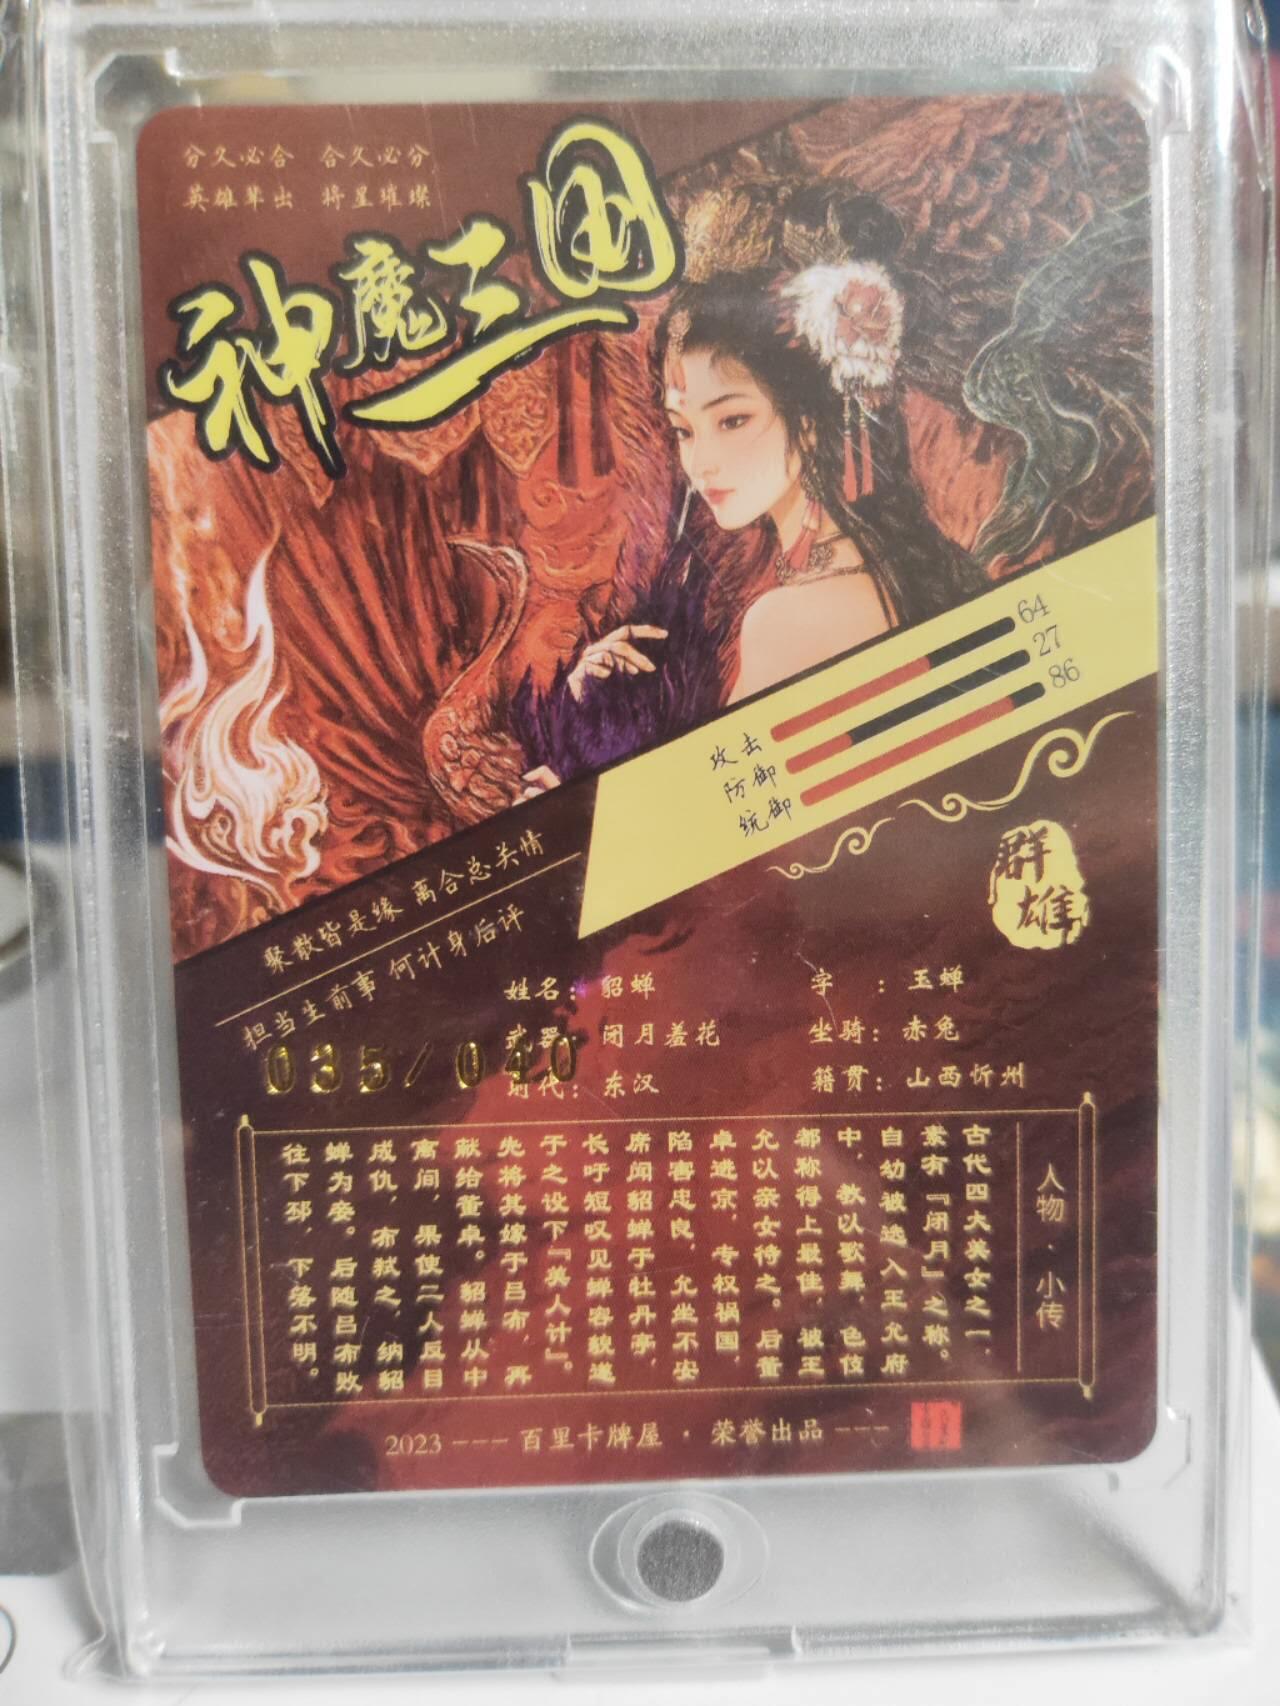 分久必合 合久必分
英雄辈出 将星璀璨
神魔三国
攻击 64
防御 27
统御 86
群雄
聚散皆是缘 离合总关情
担当生前事 何计身后评
姓名：貂蝉 字：玉蝉
武器：闭月羞花 坐骑：赤兔
时代：东汉 籍贯：山西忻州
035/040
人物·小传
古代四大美女之一，
素有『闭月』之称。
自幼被选入王允府
中，教以歌舞，色伎
都称得上最佳，被王
允以亲女待之。后董
卓进京，专权祸国，
陷害忠良，允坐不安
席闻貂蝉于牡丹亭，
长吁短叹见蝉容貌遂
于之设下『美人计』。
先将其嫁于吕布，再
献给董卓。貂蝉从中
离间，果使二人反目
成仇，布弑之，纳貂
蝉为妾。后随吕布败
往下邳，下落不明。
2023 --- 百里卡牌屋·荣誉出品 ---